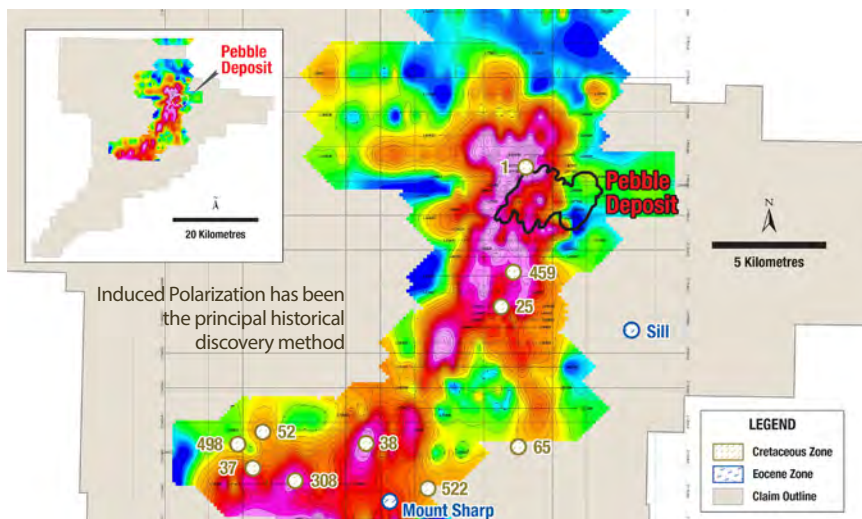 Pebble
Deposit
Å
20 Kilometres
1
Pebble
Deposit
N
5 Kilometres
459
Induced Polarization has been
the principal historical
discovery method
25
Sill
52
498
38
65
37
308
522
Mount Sharp
LEGEND
Cretaceous Zone
Eocene Zone
Claim Outline